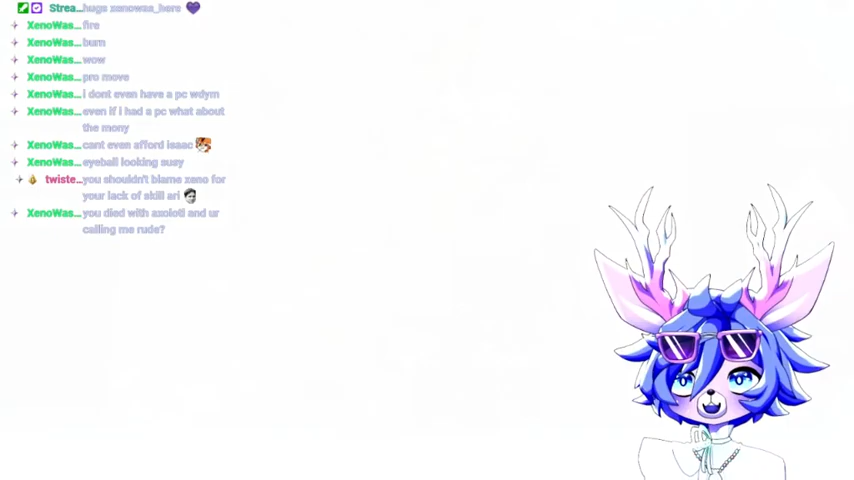 Strea... hugs xenowas_here
XenoWas... fire
XenoWas... burn
XenoWas... wow
XenoWas... pro move
XenoWas... i dont even have a pc wdym
XenoWas... even if i had a pc what about
the mony
XenoWas... cant even afford isaac
XenoWas... eyeball looking susy
twiste... you shouldn't blame xeno for
your lack of skill ari
XenoWas... you died with axolotl and ur
calling me rude?